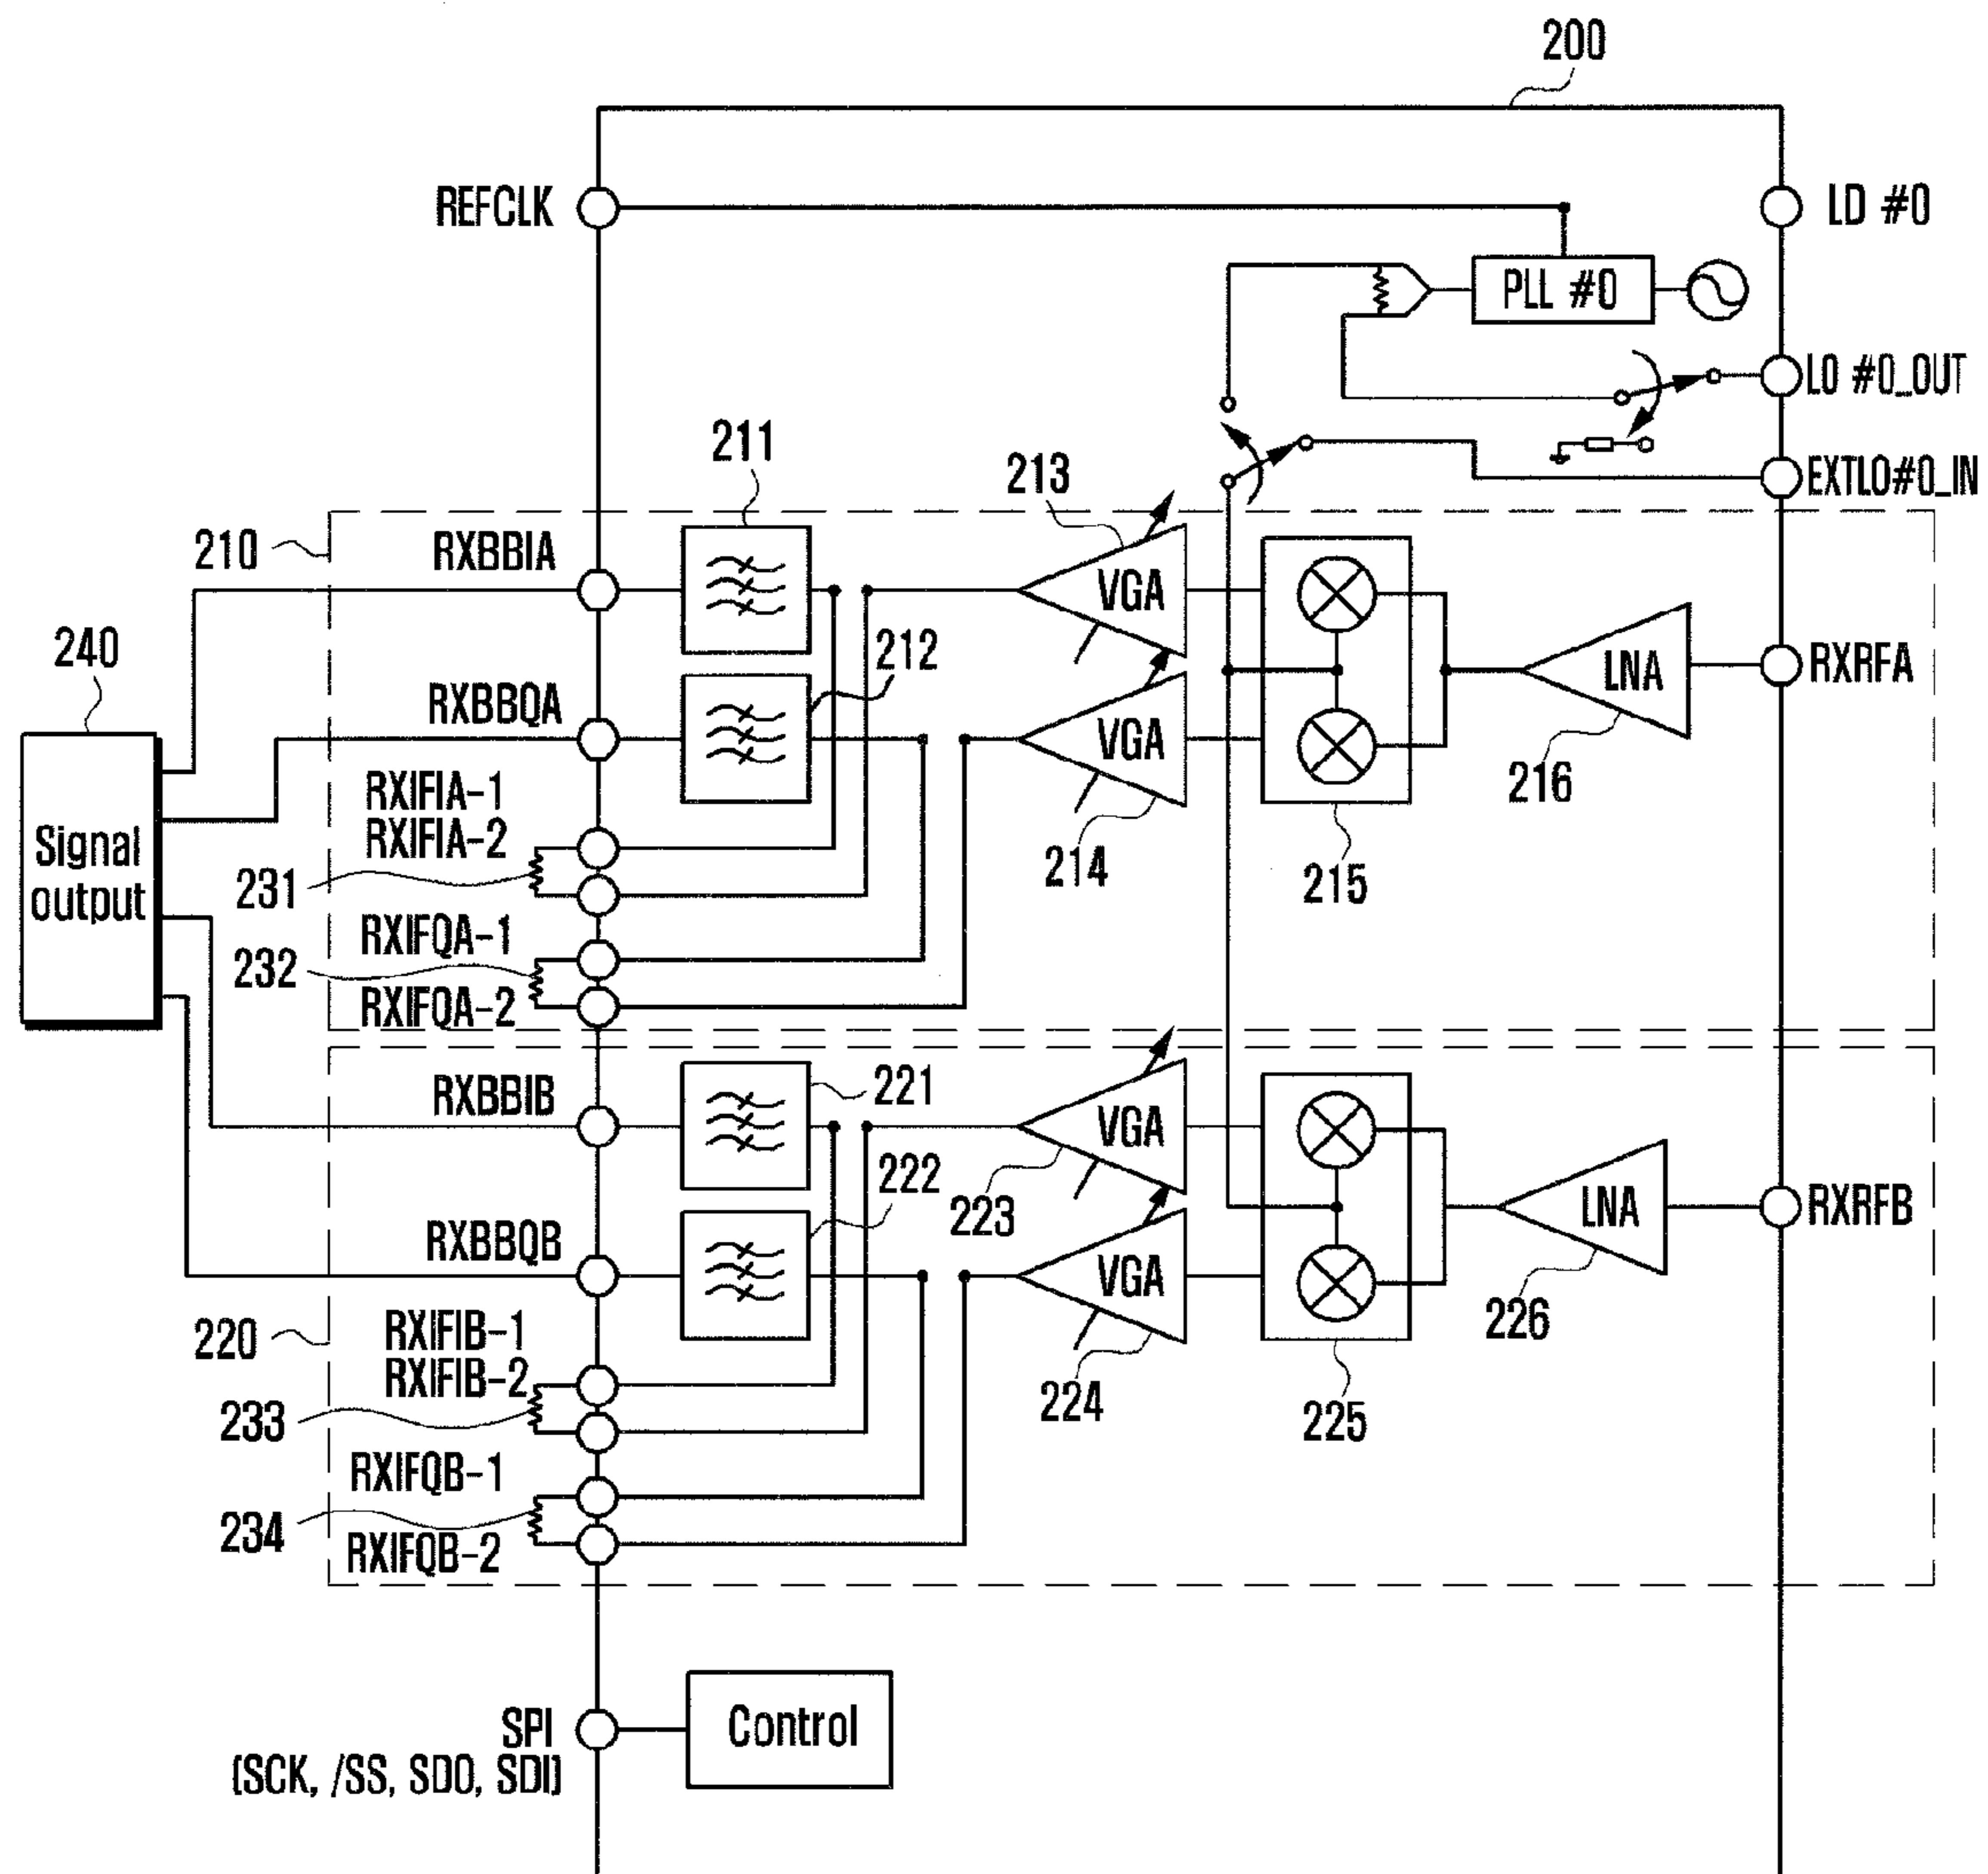 200
REFCLK
LD #0
PLL #0
LO #0_OUT
211
213
EXTLO#0_IN
210
RXBBIA
VGA
240
212
RXBBQA
LNA
RXRFA
VGA
216
RXIFIA-1
RXIFIA-2
Signal
output
231
214
215
RXIFQA-1
232
RXIFQA-2
RXBBIB
221
VGA
222
223
LNA
RXRFB
RXBBQB
VGA
220
RXIFIB-1
226
RXIFIB-2
233
224
225
RXIFQB-1
234
RXIFQB-2
SPI
Control
(SCK, /SS, SDO, SDI)